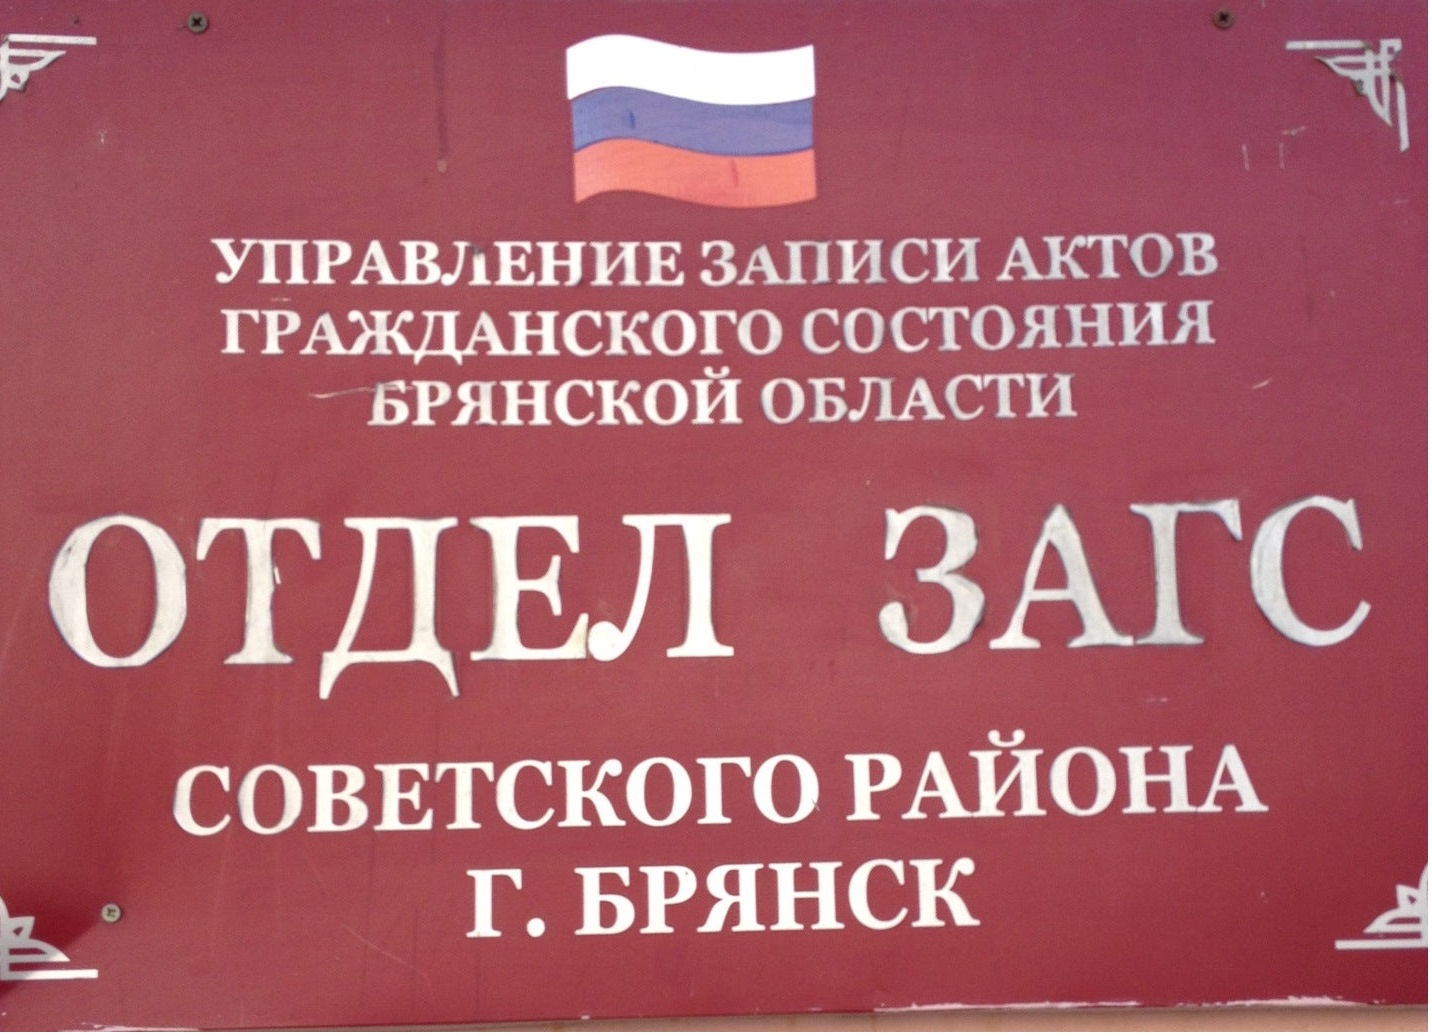 УПРАВЛЕНИЕ ЗАПИСИ АКТОВ
ГРАЖДАНСКОГО СОСТОЯНИЯ
БРЯНСКОЙ ОБЛАСТИ
ОТДЕЛ ЗАГС
СОВЕТСКОГО РАЙОНА
Г. БРЯНСК